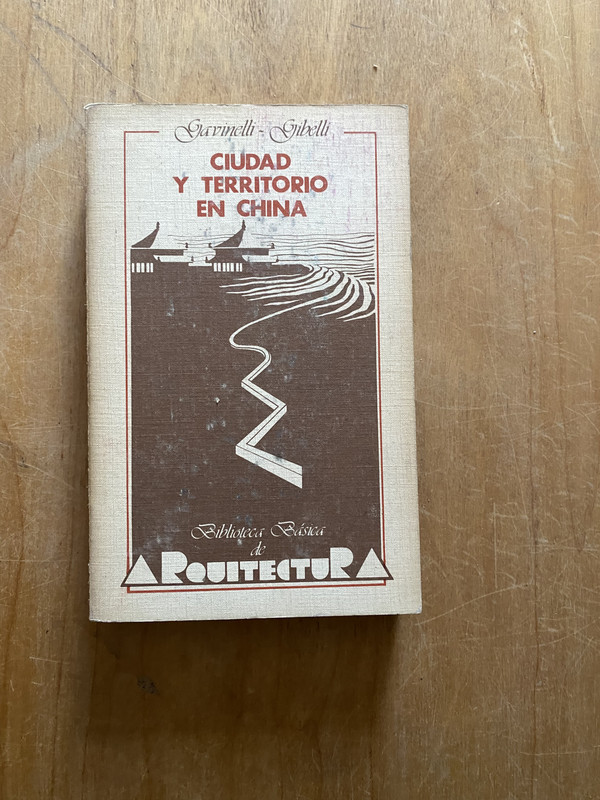 Gavinelli - Gibelli
CIUDAD
Y TERRITORIO
EN CHINA
Biblioteca Básica
de
ARQUITECTURA